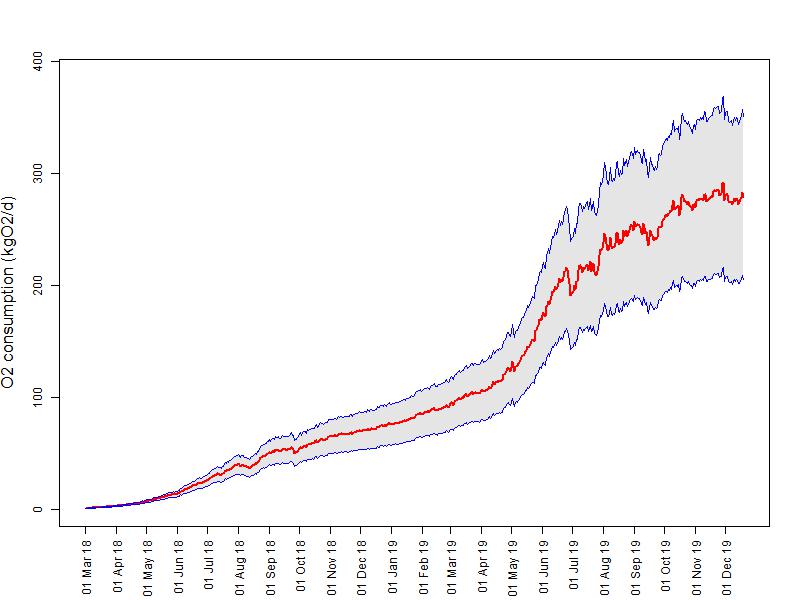 O2 consumption (kgO2/d)
400
300
200
100
0
01 Mar 18
01 Apr 18
01 May 18
01 Jun 18
01 Jul 18
01 Aug 18
01 Sep 18
01 Oct 18
01 Nov 18
01 Dec 18
01 Jan 19
01 Feb 19
01 Mar 19
01 Apr 19
01 May 19
01 Jun 19
01 Jul 19
01 Aug 19
01 Sep 19
01 Oct 19
01 Nov 19
01 Dec 19